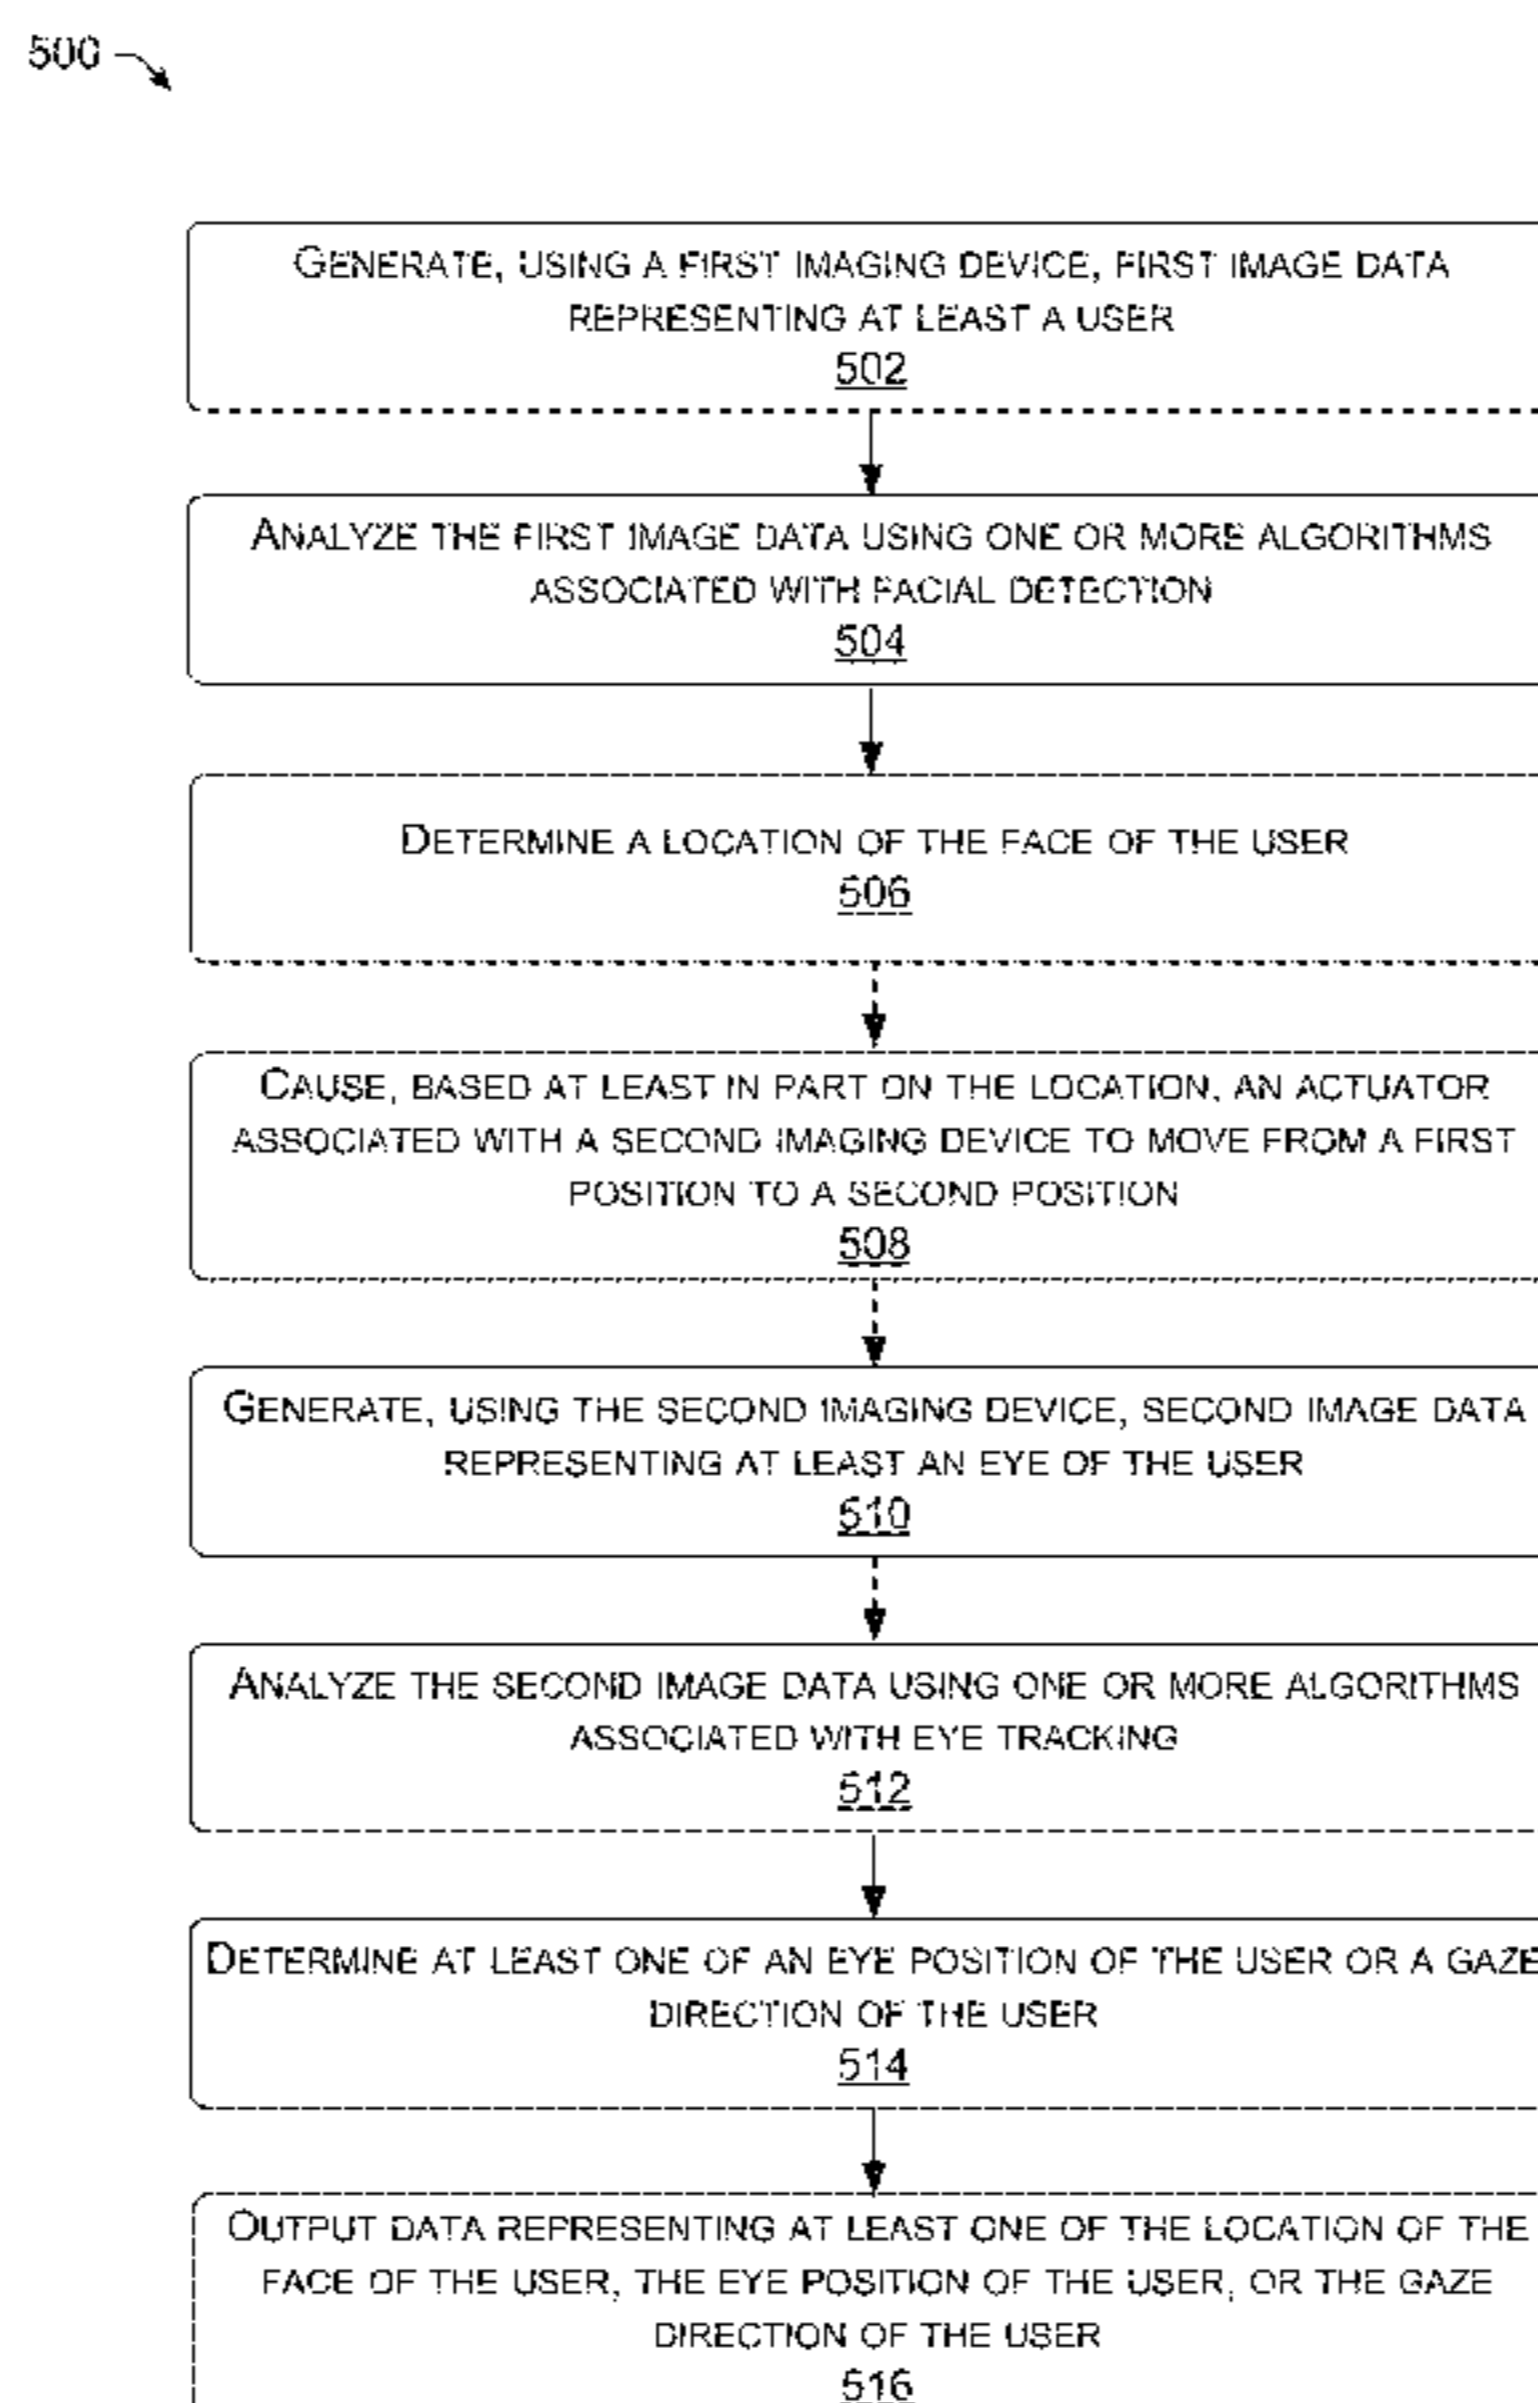 500
GENERATE, USING A FIRST IMAGING DEVICE, FIRST IMAGE DATA
REPRESENTING AT LEAST A USER
502
ANALYZE THE FIRST IMAGE DATA USING ONE OR MORE ALGORITHMS
ASSOCIATED WITH FACIAL DETECTION
504
DETERMINE A LOCATION OF THE FACE OF THE USER
506
CAUSE, BASED AT LEAST IN PART ON THE LOCATION, AN ACTUATOR
ASSOCIATED WITH A SECOND IMAGING DEVICE TO MOVE FROM A FIRST
POSITION TO A SECOND POSITION
508
GENERATE, USING THE SECOND IMAGING DEVICE, SECOND IMAGE DATA
REPRESENTING AT LEAST AN EYE OF THE USER
510
ANALYZE THE SECOND IMAGE DATA USING ONE OR MORE ALGORITHMS
ASSOCIATED WITH EYE TRACKING
512
DETERMINE AT LEAST ONE OF AN EYE POSITION OF THE USER OR A GAZE
DIRECTION OF THE USER
514
OUTPUT DATA REPRESENTING AT LEAST ONE OF THE LOCATION OF THE
FACE OF THE USER, THE EYE POSITION OF THE USER, OR THE GAZE
DIRECTION OF THE USER
516